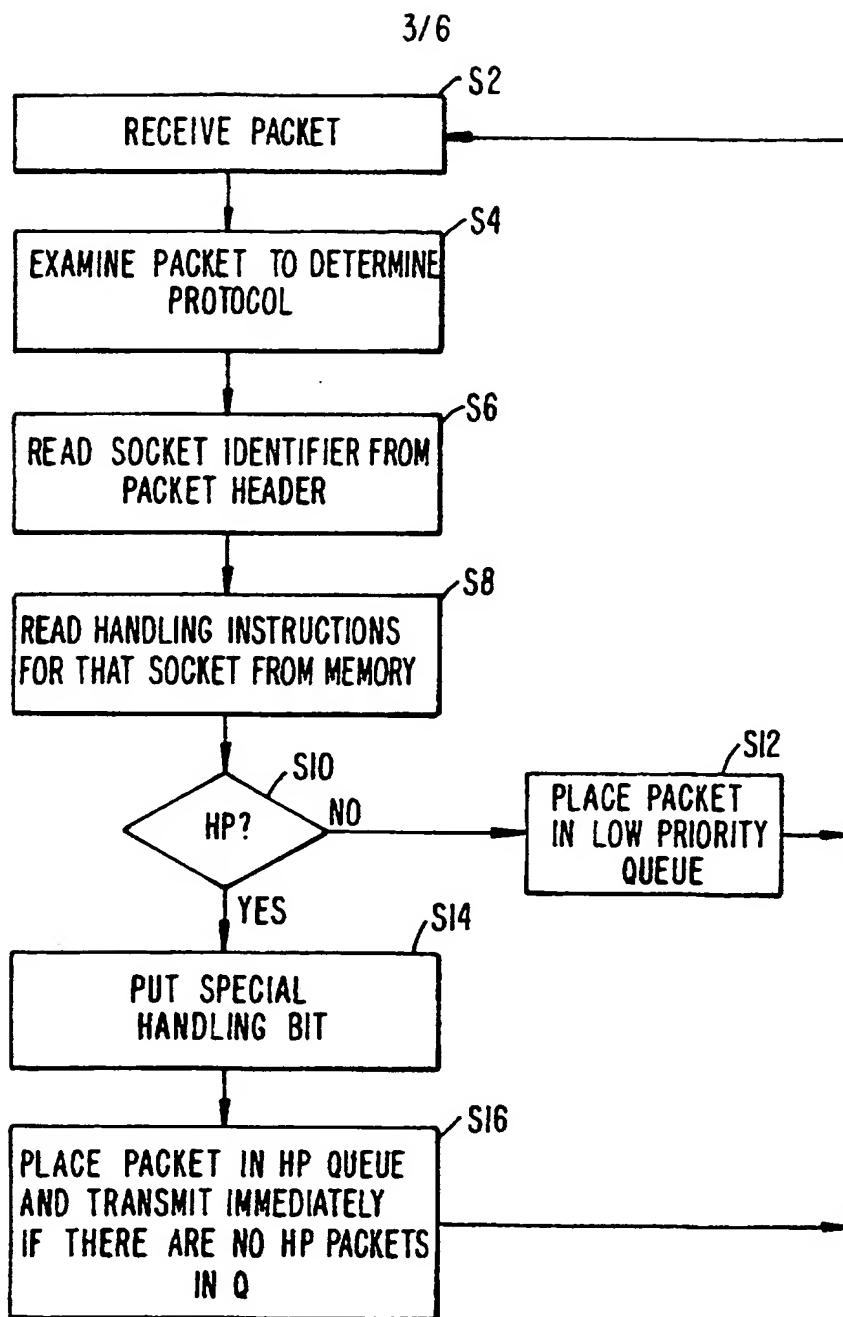 3/6
S2
RECEIVE PACKET
S4
EXAMINE PACKET TO DETERMINE
PROTOCOL
S6
READ SOCKET IDENTIFIER FROM
PACKET HEADER
S8
READ HANDLING INSTRUCTIONS
FOR THAT SOCKET FROM MEMORY
S10
HP?
NO
S12
PLACE PACKET
IN LOW PRIORITY
QUEUE
YES
S14
PUT SPECIAL
HANDLING BIT
S16
PLACE PACKET IN HP QUEUE
AND TRANSMIT IMMEDIATELY
IF THERE ARE NO HP PACKETS
IN Q